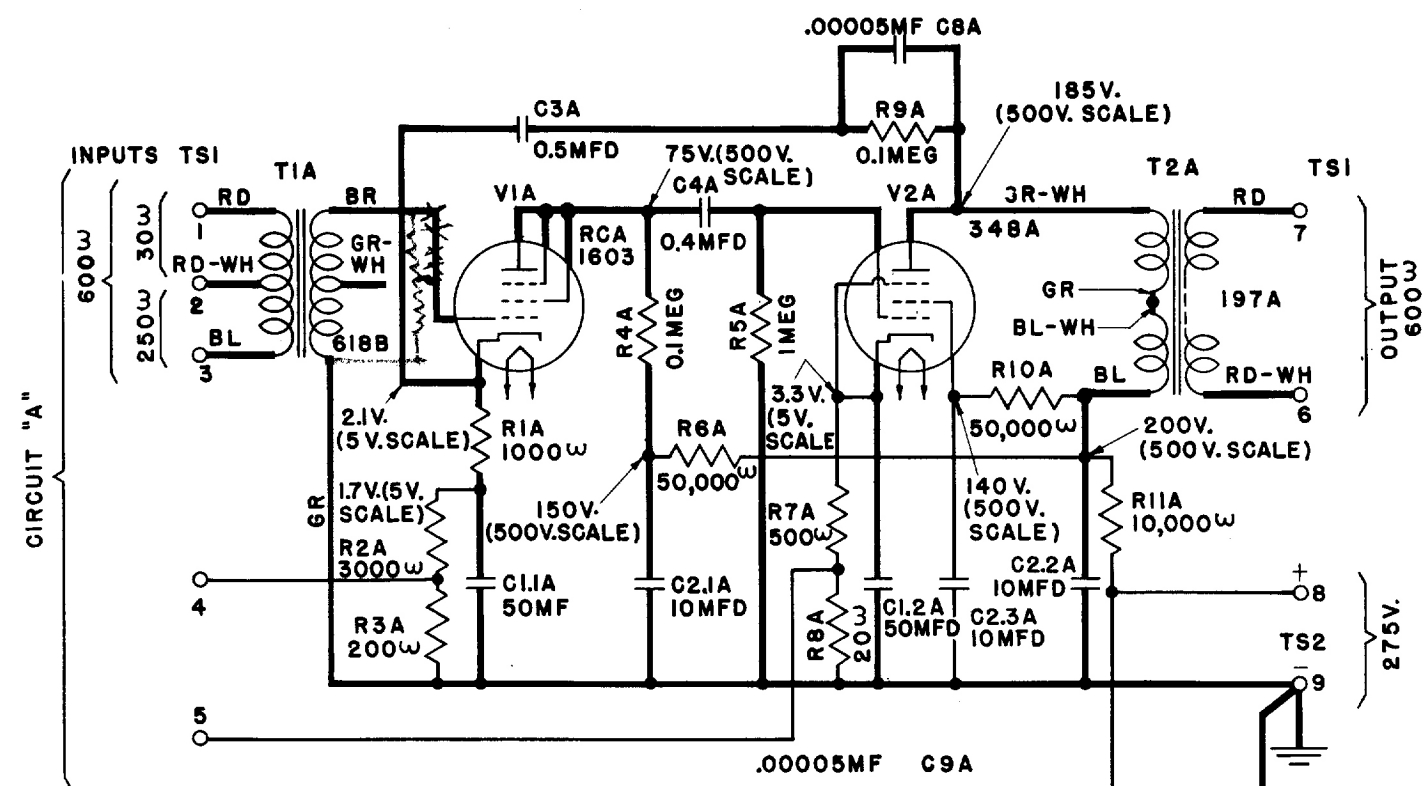 .00005MF C8A
185V.
(500V. SCALE)
C3A
0.5MFD
R9A
0.1MEG
INPUTS TS1
T1A
RD
BR
1
30ω
600ω
RD-WH
2
250ω
GR-
WH
BL
3
618B
V1A
RCA
1603
75V.(500V.
SCALE)
C4A
0.4MFD
V2A
348A
GR-WH
T2A
TS1
RD
7
GR
BL-WH
197A
OUTPUT
600ω
BL
RD-WH
6
R4A
0.1MEG
R5A
1MEG
3.3V.
(5V.
SCALE
R10A
50,000ω
200V.
(500V.SCALE)
2.1V.
(5V.SCALE)
R1A
1000ω
R6A
50,000ω
CIRCUIT "A"
GR
1.7V.(5V.
SCALE)
150V.
(500V.SCALE)
R7A
500ω
140V.
(500V.
SCALE)
R11A
10,000ω
R2A
3000ω
4
C1.1A
50MF
C2.1A
10MFD
C2.2A
10MFD
+
8
R3A
200ω
R8A
20ω
C1.2A
50MFD
C2.3A
10MFD
TS2
275V.
−
9
5
.00005MF C9A